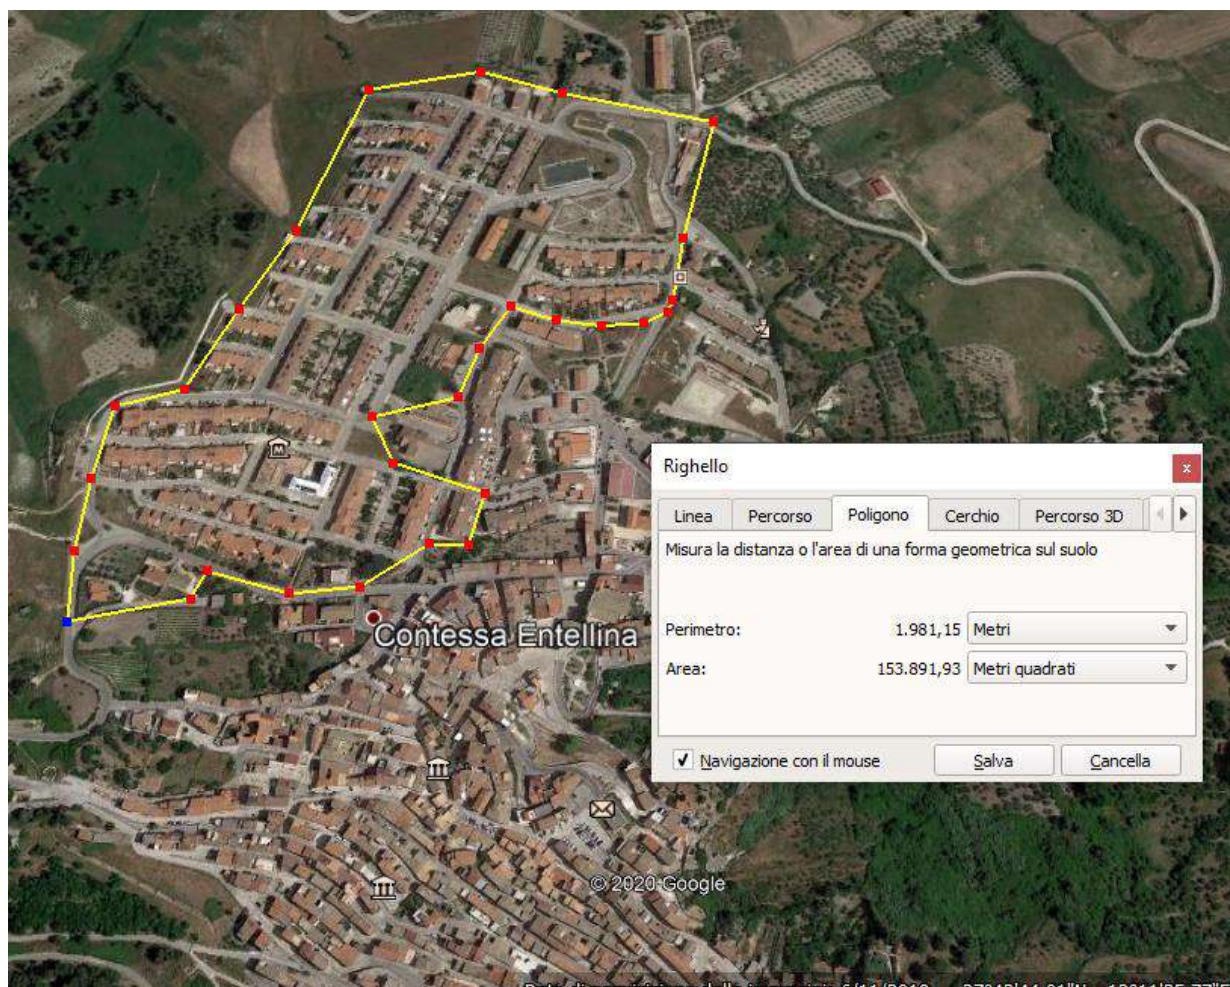 Righello
x
Linea Percorso Poligono Cerchio Percorso 3D
Misura la distanza o l'area di una forma geometrica sul suolo
Perimetro: 1.981,15 Metri
Area: 153.891,93 Metri quadrati
Navigazione con il mouse Salva Cancella
M
Contessa Entellina
© 2020 Google